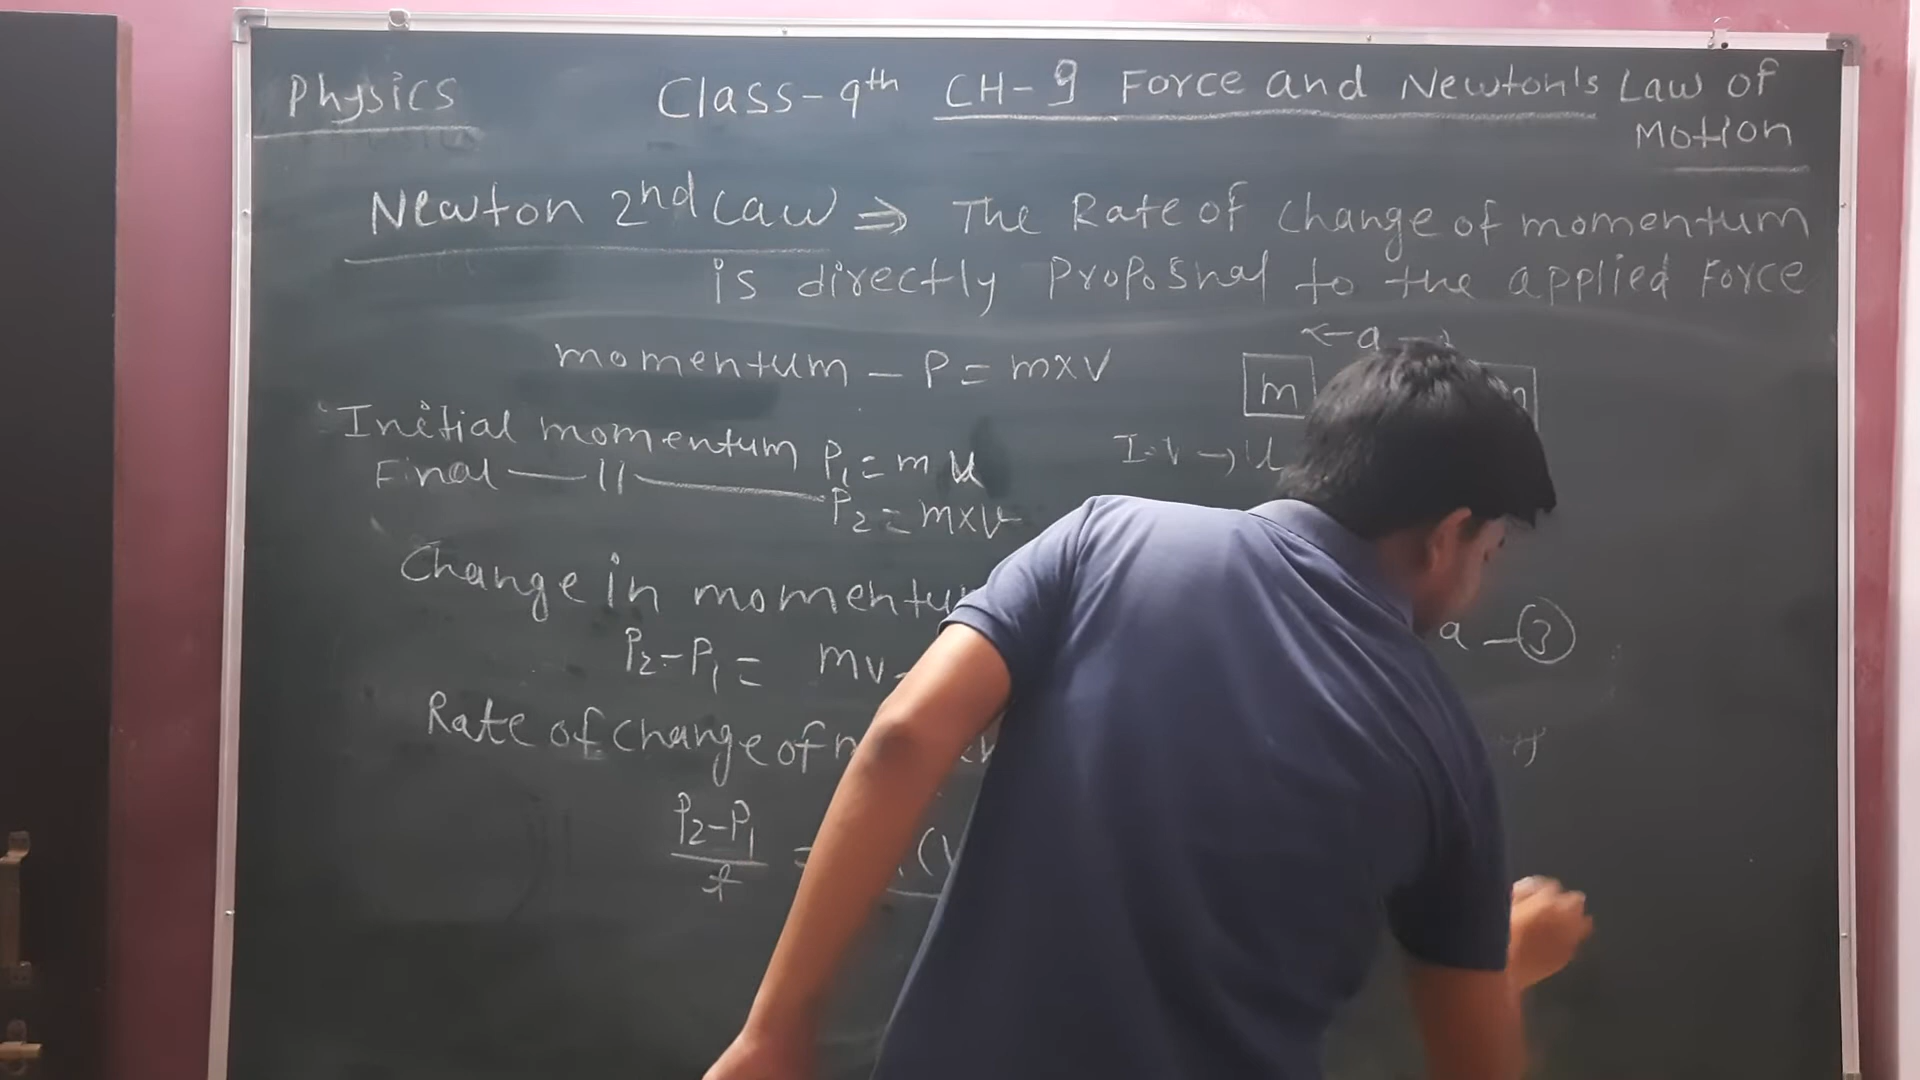 Physics Class-9th CH-9 Force and Newton's Law of
Motion
Newton 2nd Law ⇒ The Rate of change of momentum
is directly Proposnal to the applied Force
momentum - P = m×v
←a→
m
Initial momentum P₁ = m u
I.V → U
Final —11— P₂ = m×v
Change in
P₂-P₁ = mv-
a -③
Rate of change of
P₂-P₁
t
=